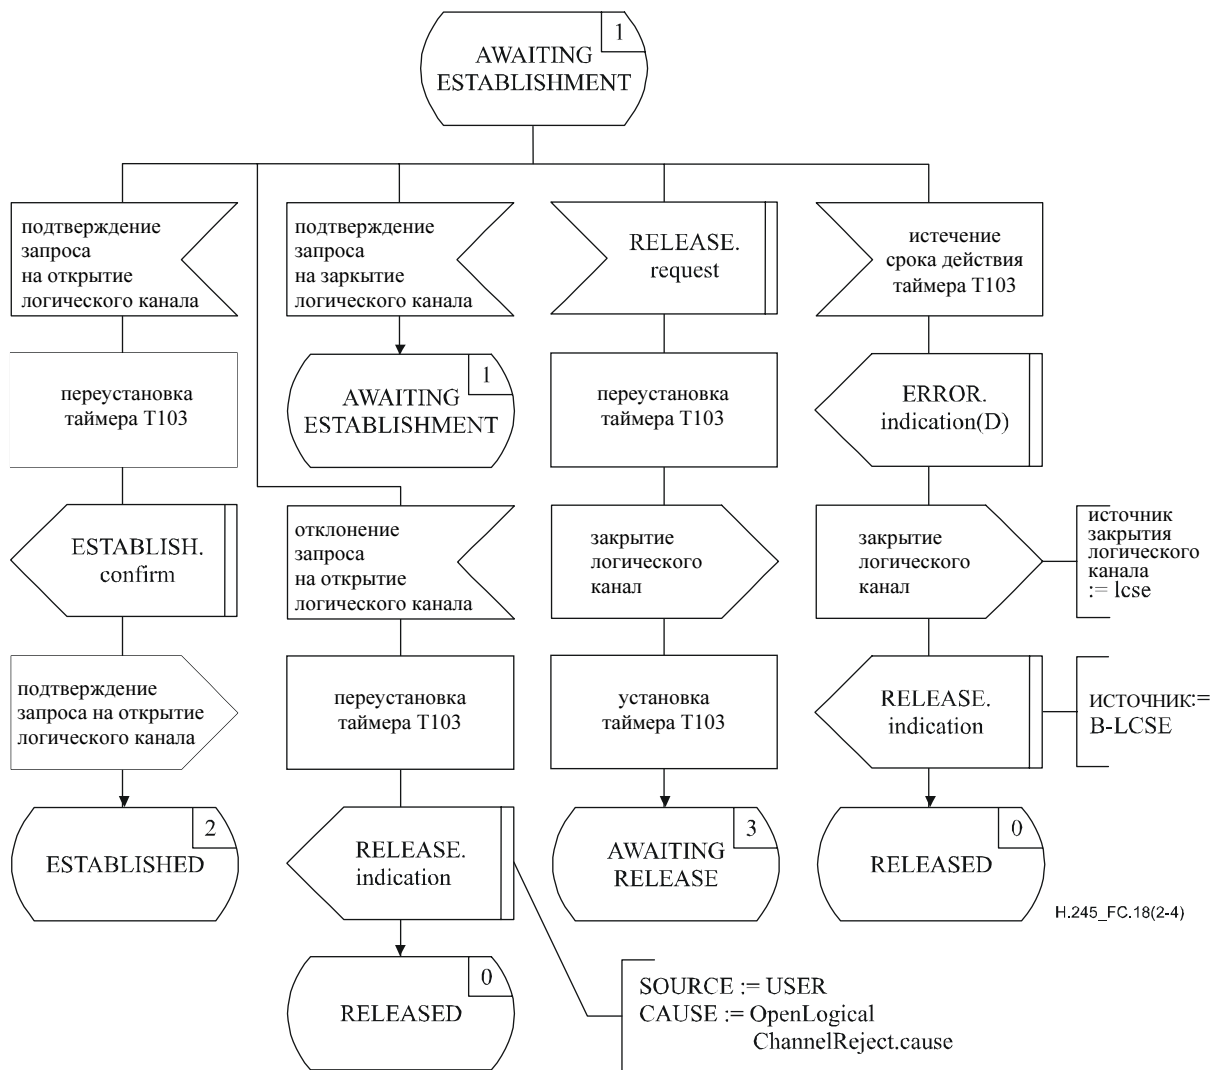 1
AWAITING
ESTABLISHMENT
подтверждение
запроса
на открытие
логического канала
подтверждение
запроса
на заркытие
логического канала
RELEASE.
request
истечение
срока действия
таймера T103
переустановка
таймера T103
1
AWAITING
ESTABLISHMENT
переустановка
таймера T103
ERROR.
indication(D)
ESTABLISH.
confirm
отклонение
запроса
на открытие
логического канала
закрытие
логического
канал
закрытие
логического
канал
источник
закрытия
логического
канала
:= lcse
подтверждение
запроса на открытие
логического канала
переустановка
таймера T103
установка
таймера T103
RELEASE.
indication
ИСТОЧНИК:=
B-LCSE
2
ESTABLISHED
RELEASE.
indication
3
AWAITING
RELEASE
0
RELEASED
H.245_FC.18(2-4)
0
RELEASED
SOURCE := USER
CAUSE := OpenLogical
ChannelReject.cause